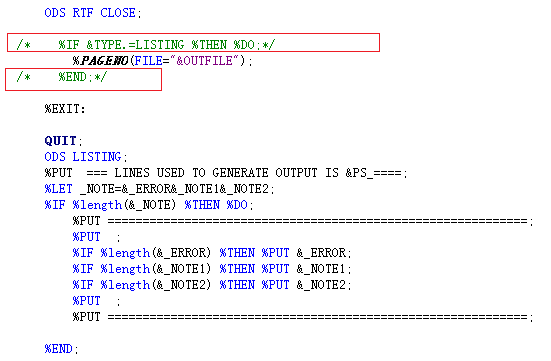 ODS RTF CLOSE;
/* %IF &TYPE.=LISTING %THEN %DO;*/
%PAGENO(FILE="&OUTFILE");
/* %END;*/
%EXIT:
QUIT;
ODS LISTING;
%PUT === LINES USED TO GENERATE OUTPUT IS &PS_====;
%LET _NOTE=&_ERROR&_NOTE1&_NOTE2;
%IF %length(&_NOTE) %THEN %DO;
%PUT ============================================================;
%PUT ;
%IF %length(&_ERROR) %THEN %PUT &_ERROR;
%IF %length(&_NOTE1) %THEN %PUT &_NOTE1;
%IF %length(&_NOTE2) %THEN %PUT &_NOTE2;
%PUT ;
%PUT ============================================================;
%END;